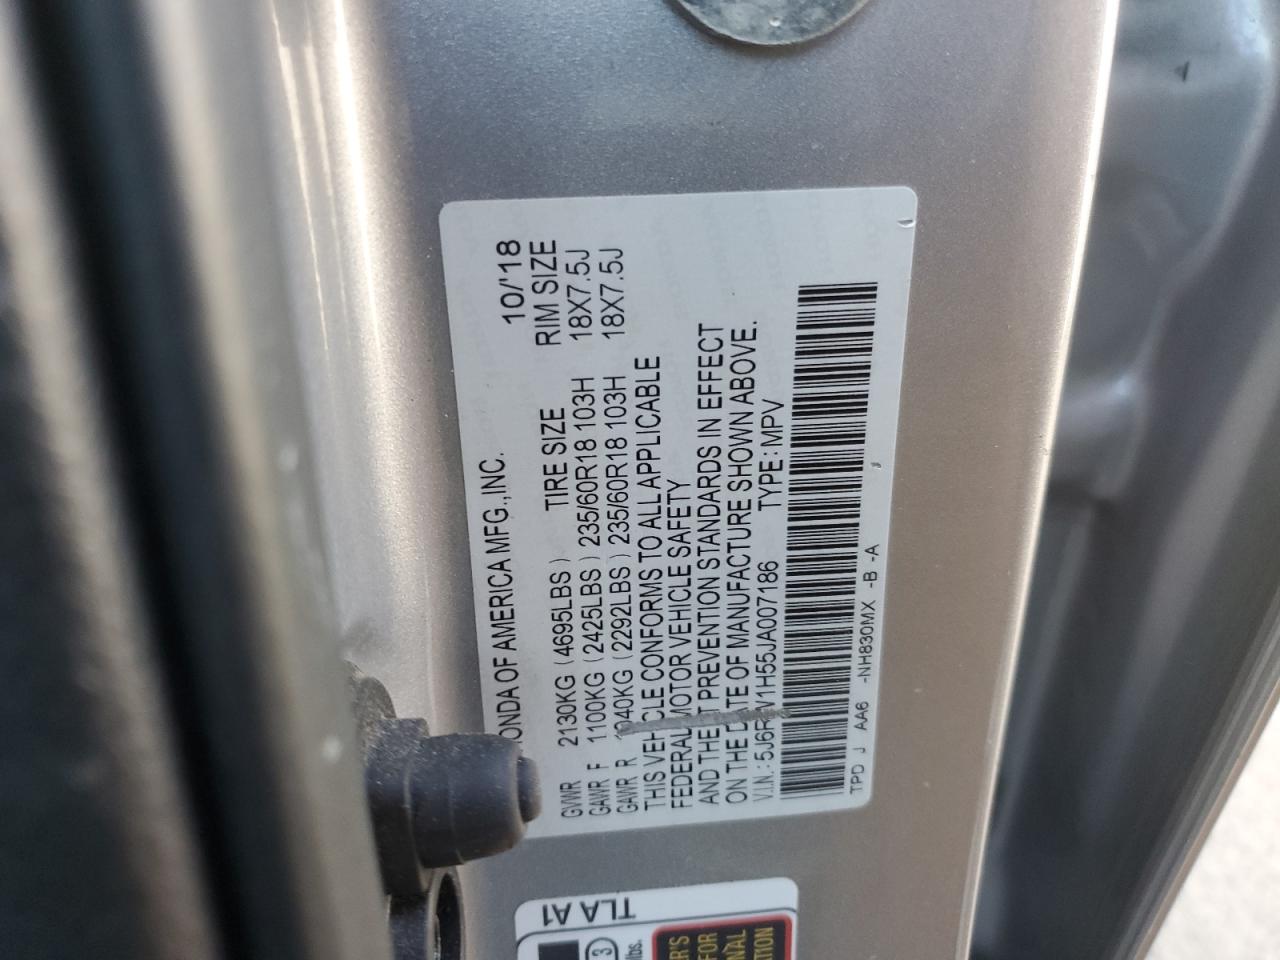 HONDA OF AMERICA MFG.,INC. 10/'18
GVWR 2130KG (4695LBS) TIRE SIZE RIM SIZE
GAWR F 1100KG (2425LBS) 235/60R18 103H 18X7.5J
GAWR R 1040KG (2292LBS) 235/60R18 103H 18X7.5J
THIS VEHICLE CONFORMS TO ALL APPLICABLE
FEDERAL MOTOR VEHICLE SAFETY
AND THEFT PREVENTION STANDARDS IN EFFECT
ON THE DATE OF MANUFACTURE SHOWN ABOVE.
V.I.N.: TYPE:MPV
TPD J AA6 -NH830MX -B -A
TLA A1
3
lbs.